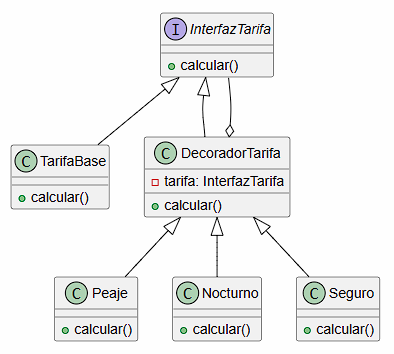 I InterfazTarifa
calcular()
C TarifaBase
calcular()
C DecoradorTarifa
tarifa: InterfazTarifa
calcular()
C Peaje
calcular()
C Nocturno
calcular()
C Seguro
calcular()